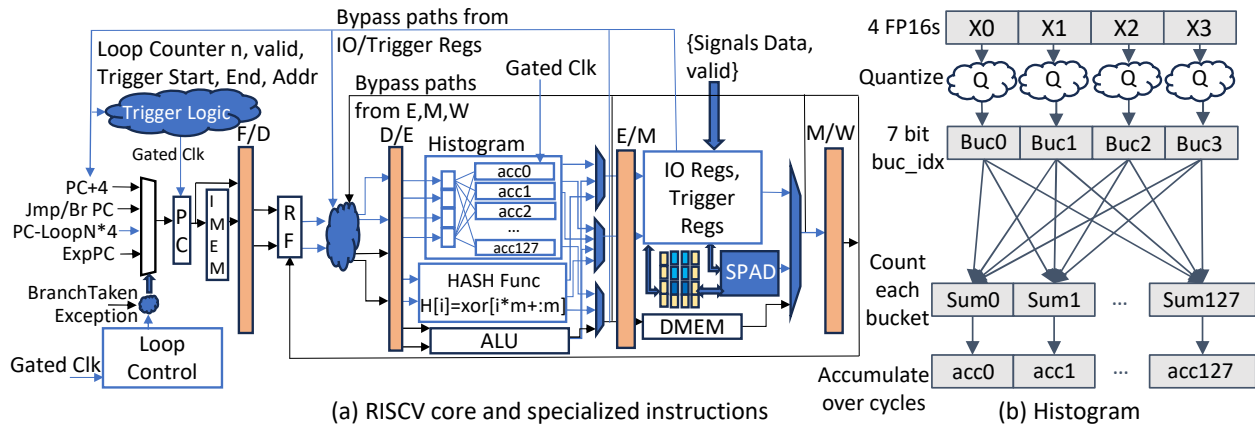 Bypass paths from
IO/Trigger Regs
Loop Counter n, valid,
Trigger Start, End, Addr
Trigger Logic
Gated Clk
F/D
PC+4
Jmp/Br PC
PC-LoopN*4
ExpPC
BranchTaken
Exception
Gated Clk
Loop
Control
PC
IMEM
RF
Bypass paths
from E,M,W
D/E
Gated Clk
Histogram
acc0
acc1
acc2
...
acc127
HASH Func
H[i]=xor[i*m+:m]
ALU
E/M
{Signals Data,
valid}
IO Regs,
Trigger
Regs
SPAD
DMEM
M/W
(a) RISCV core and specialized instructions
4 FP16s
X0 X1 X2 X3
Quantize
Q Q Q Q
7 bit
buc_idx
Buc0 Buc1 Buc2 Buc3
Count
each
bucket
Sum0 Sum1 ... Sum127
Accumulate
over cycles
acc0 acc1 ... acc127
(b) Histogram